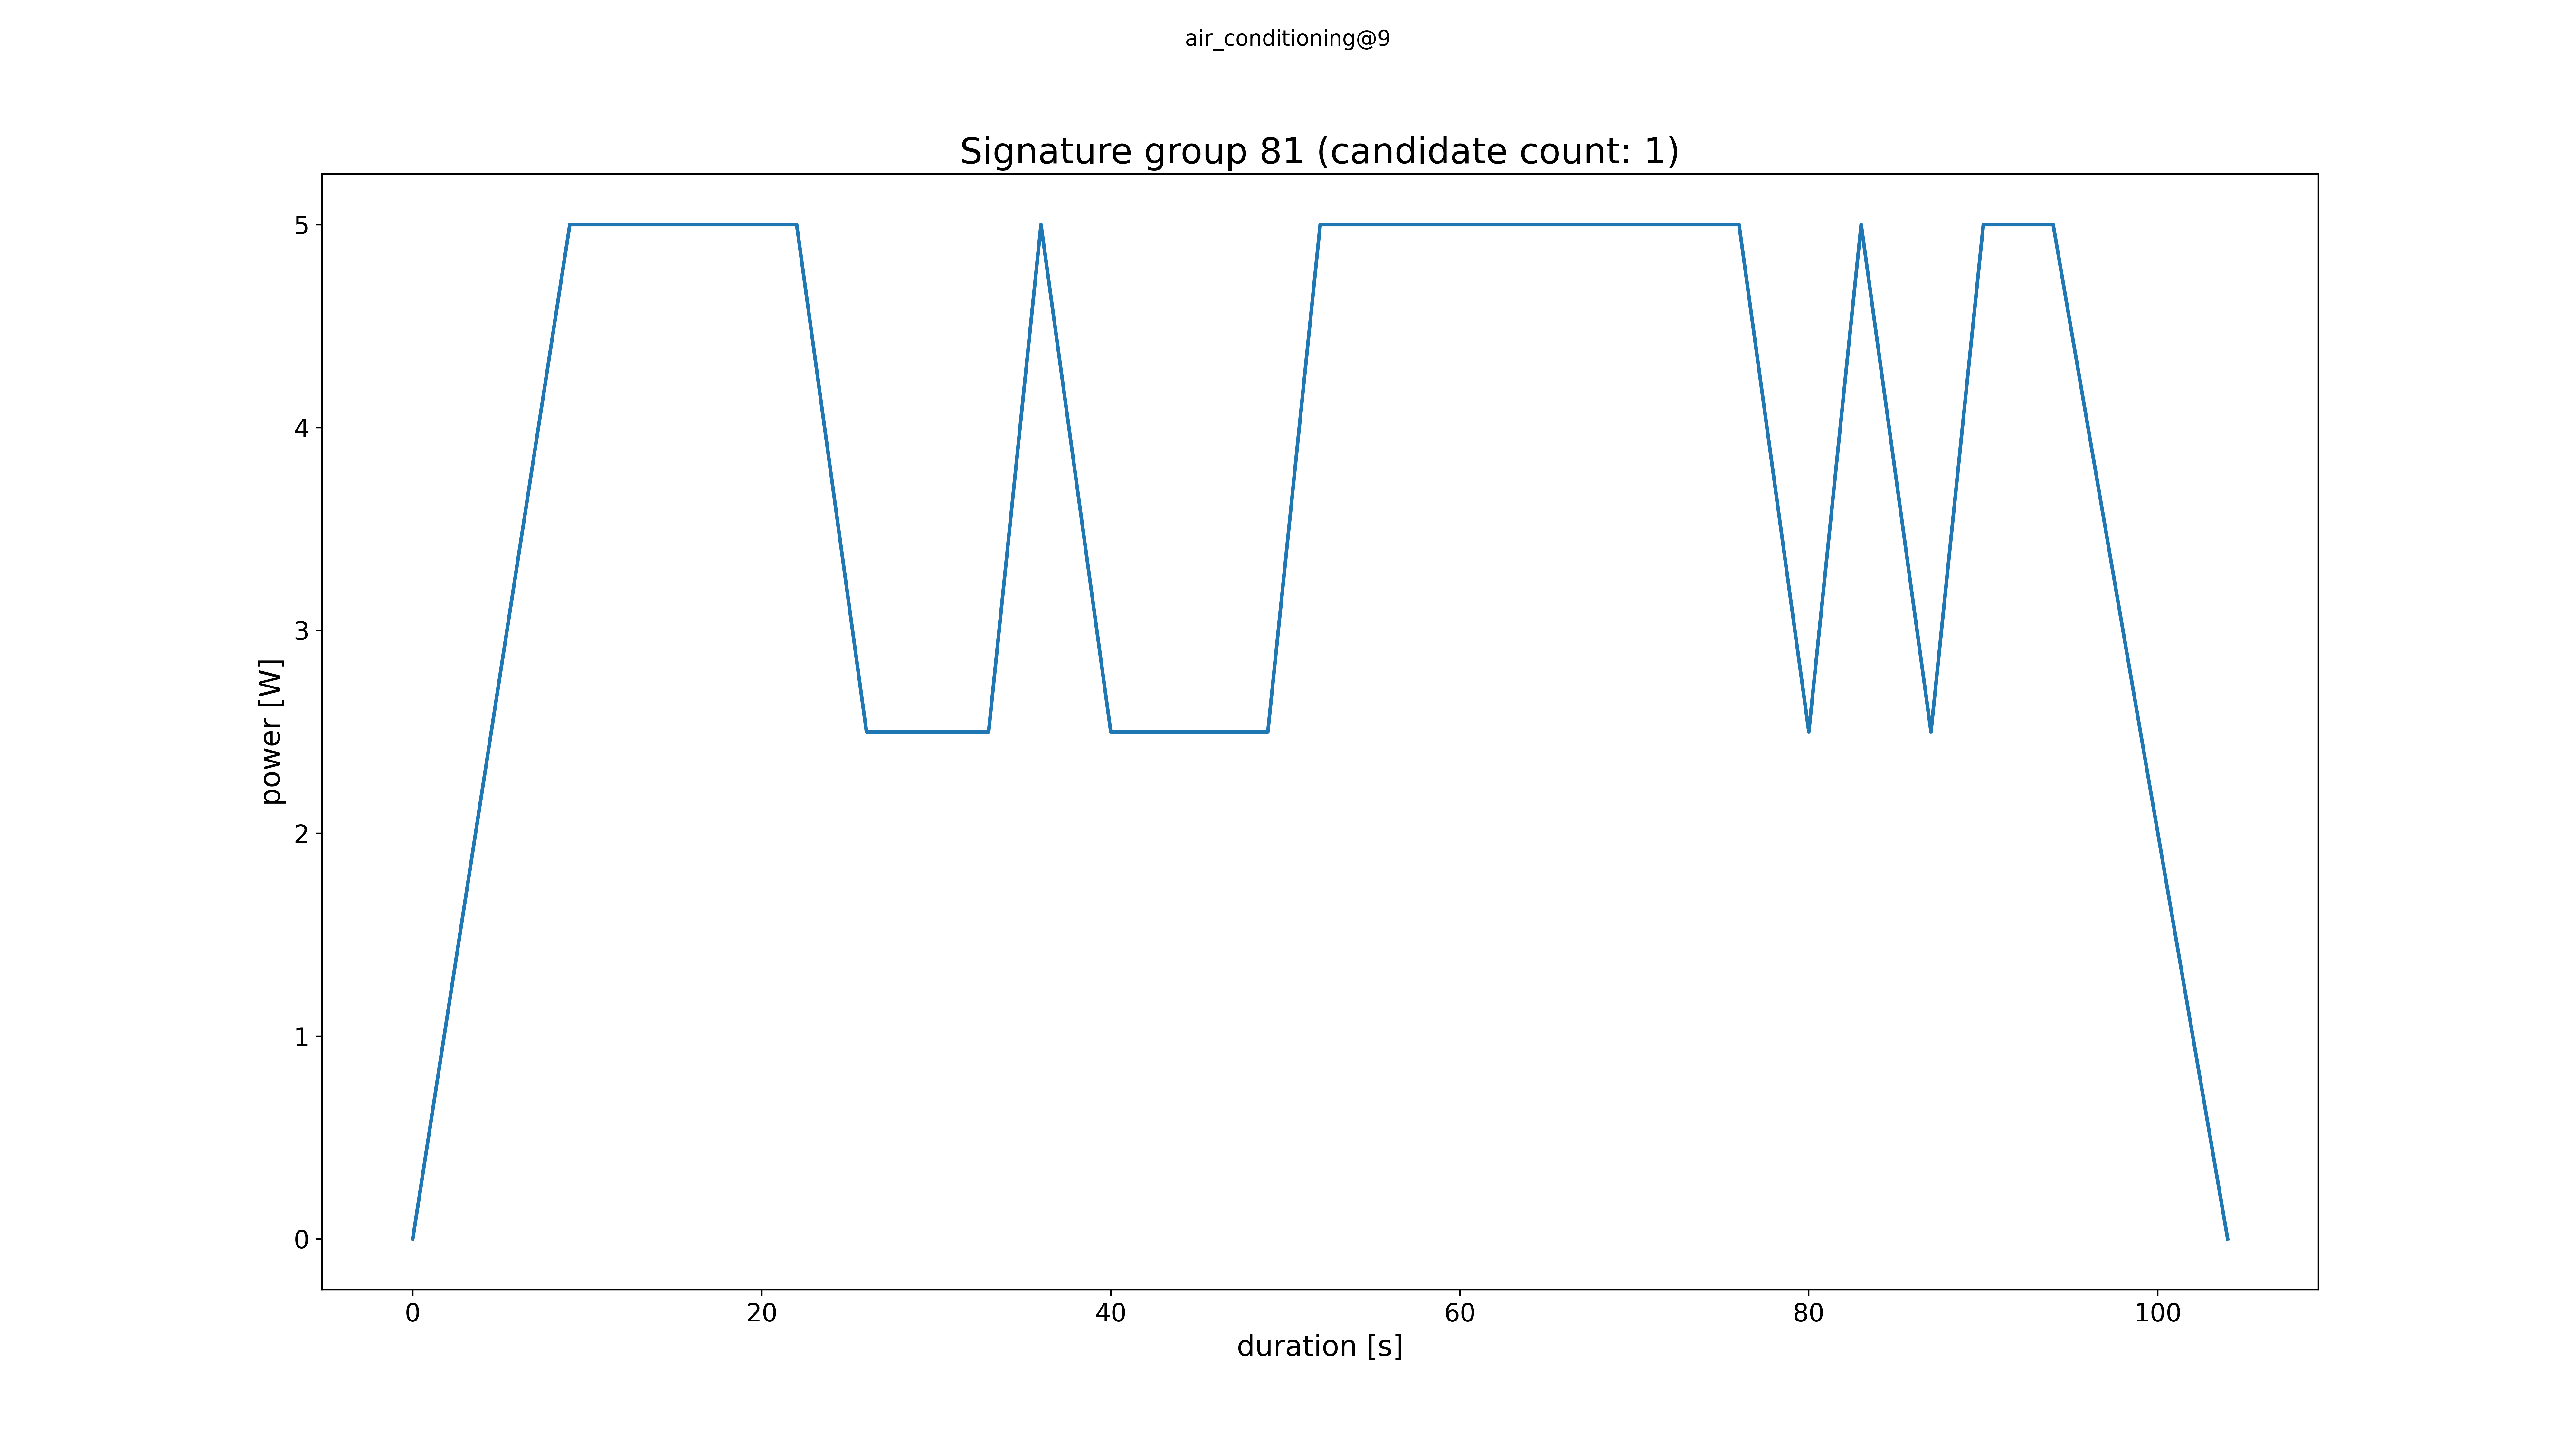 air_conditioning@9
Signature group 81 (candidate count: 1)
5
4
3
2
1
0
power [W]
0 20 40 60 80 100
duration [s]